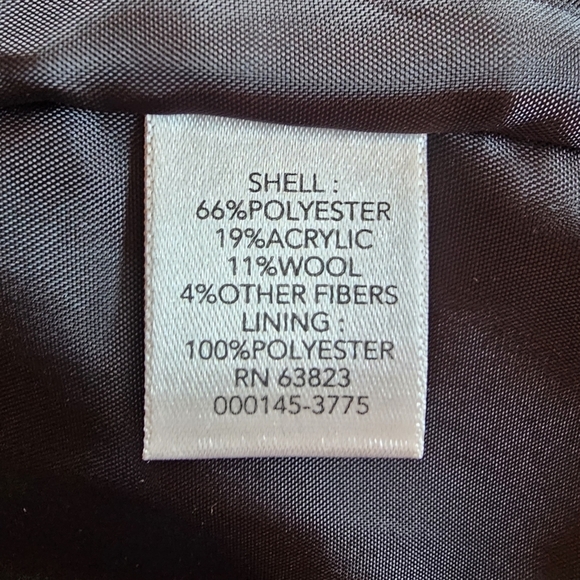 SHELL :
66%POLYESTER
19%ACRYLIC
11%WOOL
4%OTHER FIBERS
LINING :
100%POLYESTER
RN 63823
000145-3775